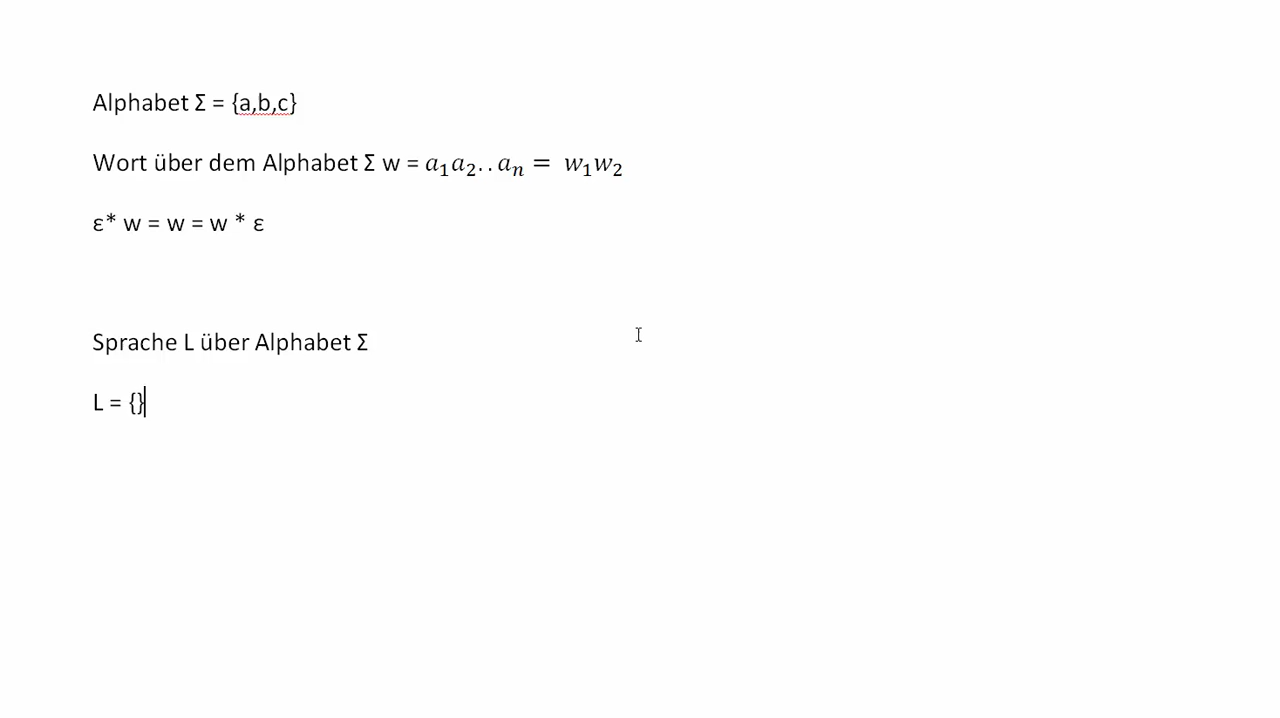 Alphabet Σ = {a,b,c}
Wort über dem Alphabet Σ w = a₁a₂..aₙ = w₁w₂
ε* w = w = w * ε
Sprache L über Alphabet Σ
L = {}